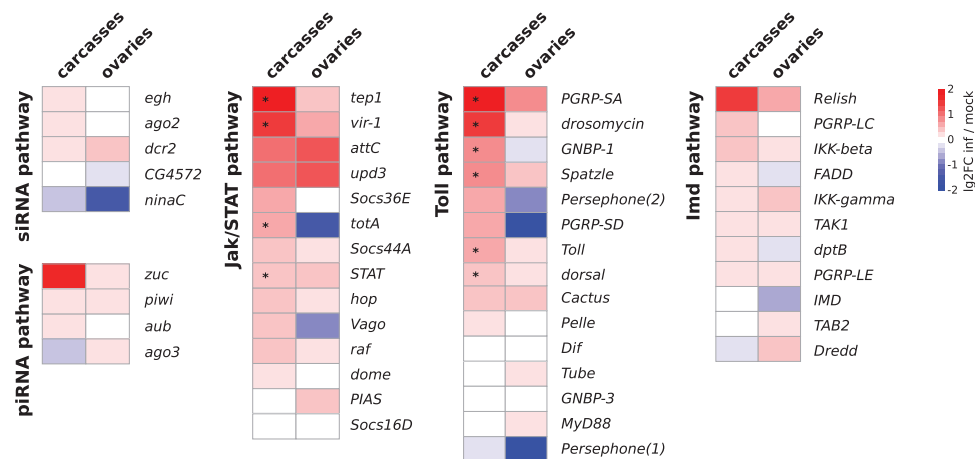 siRNA pathway
carcasses
ovaries
egh
ago2
dcr2
CG4572
ninaC
piRNA pathway
zuc
piwi
aub
ago3
Jak/STAT pathway
carcasses
ovaries
* tep1
* vir-1
attC
upd3
Socs36E
* totA
Socs44A
* STAT
hop
Vago
raf
dome
PIAS
Socs16D
Toll pathway
carcasses
ovaries
* PGRP-SA
* drosomycin
* GNBP-1
* Spatzle
Persephone(2)
PGRP-SD
* Toll
* dorsal
Cactus
Pelle
Dif
Tube
GNBP-3
MyD88
Persephone(1)
Imd pathway
carcasses
ovaries
Relish
PGRP-LC
IKK-beta
FADD
IKK-gamma
TAK1
dptB
PGRP-LE
IMD
TAB2
Dredd
2
1
0
-1
-2
lg2FC inf / mock